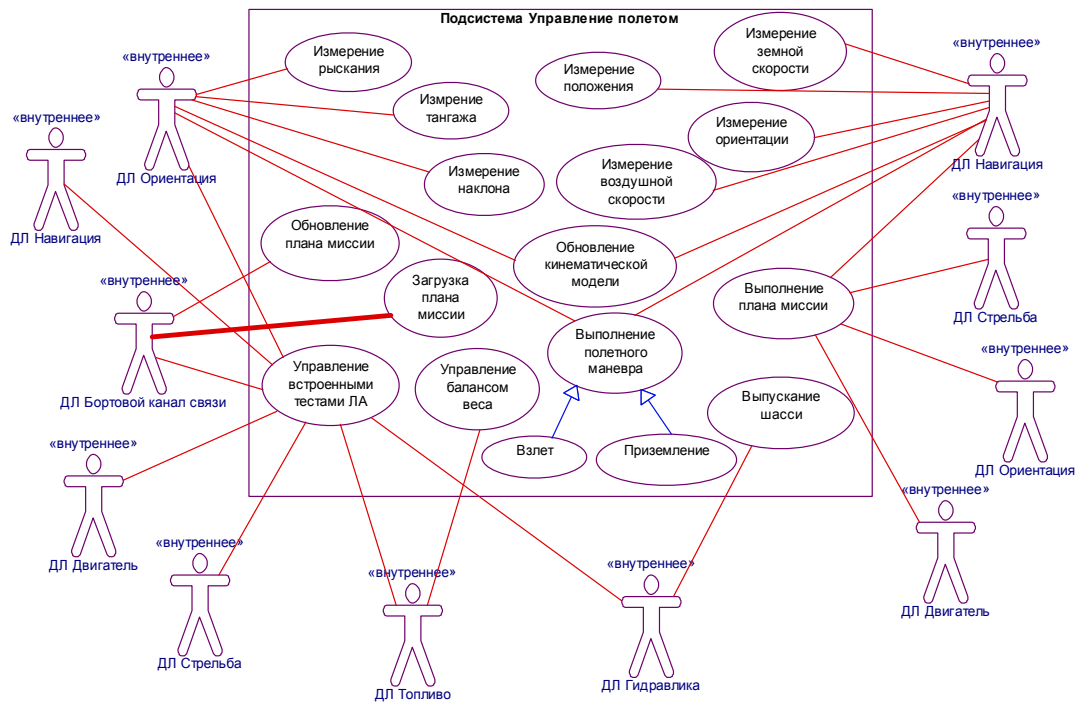 Подсистема Управление полетом
Измерение
рыскания
Измрение
тангажа
Измерение
наклона
Измерение
положения
Измерение
земной
скорости
Измерение
ориентации
Измерение
воздушной
скорости
Обновление
плана миссии
Загрузка
плана
миссии
Обновление
кинематической
модели
Выполнение
плана миссии
Управление
встроенными
тестами ЛА
Управление
балансом
веса
Выполнение
полетного
маневра
Выпускание
шасси
Взлет
Приземление
«внутреннее»
ДЛ Ориентация
«внутреннее»
ДЛ Навигация
«внутреннее»
ДЛ Бортовой канал связи
«внутреннее»
ДЛ Двигатель
«внутреннее»
ДЛ Стрельба
«внутреннее»
ДЛ Топливо
«внутреннее»
ДЛ Гидравлика
«внутреннее»
ДЛ Навигация
«внутреннее»
ДЛ Стрельба
«внутреннее»
ДЛ Ориентация
«внутреннее»
ДЛ Двигатель